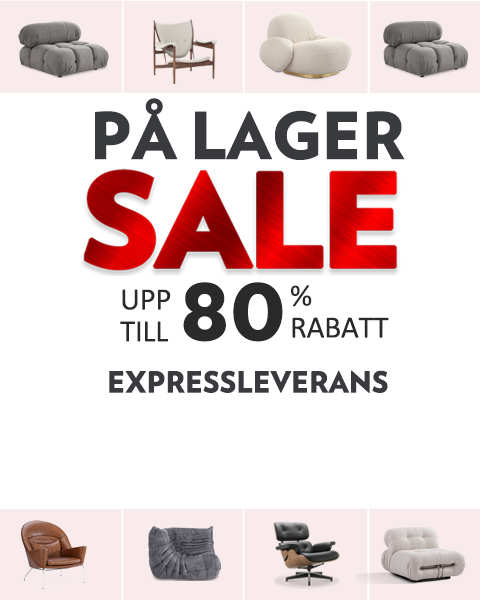 PÅ LAGER
SALE
UPP TILL 80 % RABATT
EXPRESSLEVERANS